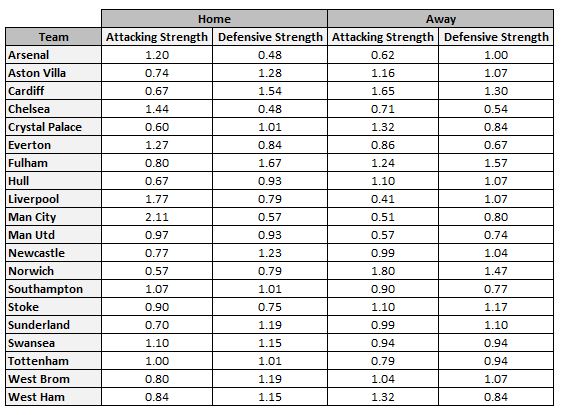 Home Away
Team Attacking Strength Defensive Strength Attacking Strength Defensive Strength
Arsenal 1.20 0.48 0.62 1.00
Aston Villa 0.74 1.28 1.16 1.07
Cardiff 0.67 1.54 1.65 1.30
Chelsea 1.44 0.48 0.71 0.54
Crystal Palace 0.60 1.01 1.32 0.84
Everton 1.27 0.84 0.86 0.67
Fulham 0.80 1.67 1.24 1.57
Hull 0.67 0.93 1.10 1.07
Liverpool 1.77 0.79 0.41 1.07
Man City 2.11 0.57 0.51 0.80
Man Utd 0.97 0.93 0.57 0.74
Newcastle 0.77 1.23 0.99 1.04
Norwich 0.57 0.79 1.80 1.47
Southampton 1.07 1.01 0.90 0.77
Stoke 0.90 0.75 1.10 1.17
Sunderland 0.70 1.19 0.99 1.10
Swansea 1.10 1.15 0.94 0.94
Tottenham 1.00 1.01 0.79 0.94
West Brom 0.80 1.19 1.04 1.07
West Ham 0.84 1.15 1.32 0.84